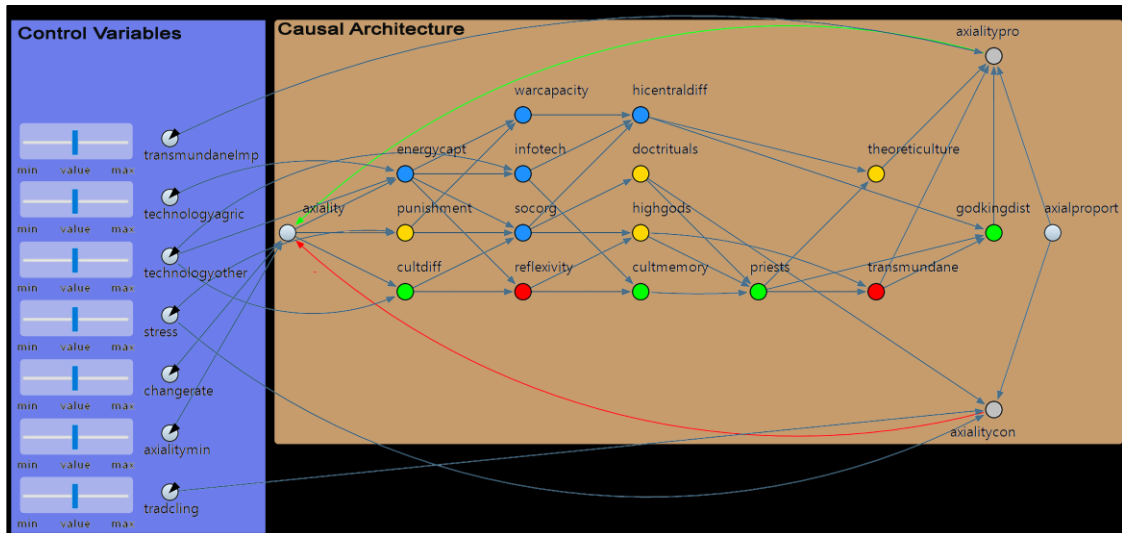 Control Variables
min value max
transmundaneImp
min value max
technologyagric
min value max
technologyother
min value max
stress
min value max
changerate
min value max
axialitymin
min value max
tradcling
Causal Architecture
axialitypro
warcapacity hicentraldiff
energycapt infotech doctrituals theoreticulture
axiality punishment socorg highgods godkingdist axialproport
cultdiff reflexivity cultmemory priests transmundane
axialitycon